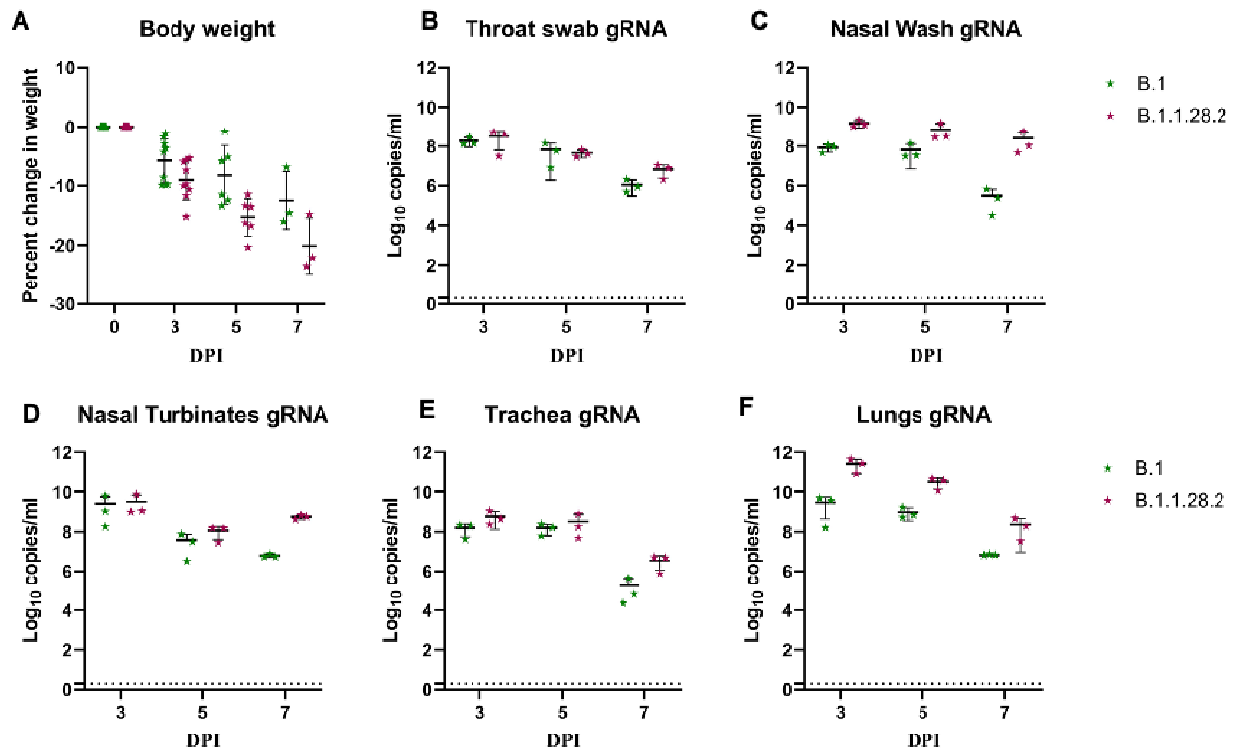 A Body weight
10
0
-10
-20
-30
Percent change in weight
0 3 5 7
DPI
B Throat swab gRNA
12
10
8
6
4
2
0
Log10 copies/ml
3 5 7
DPI
C Nasal Wash gRNA
12
10
8
6
4
2
0
Log10 copies/ml
3 5 7
DPI
B.1
B.1.1.28.2
D Nasal Turbinates gRNA
12
10
8
6
4
2
0
Log10 copies/ml
3 5 7
DPI
E Trachea gRNA
12
10
8
6
4
2
0
Log10 copies/ml
3 5 7
DPI
F Lungs gRNA
12
10
8
6
4
2
0
Log10 copies/ml
3 5 7
DPI
B.1
B.1.1.28.2